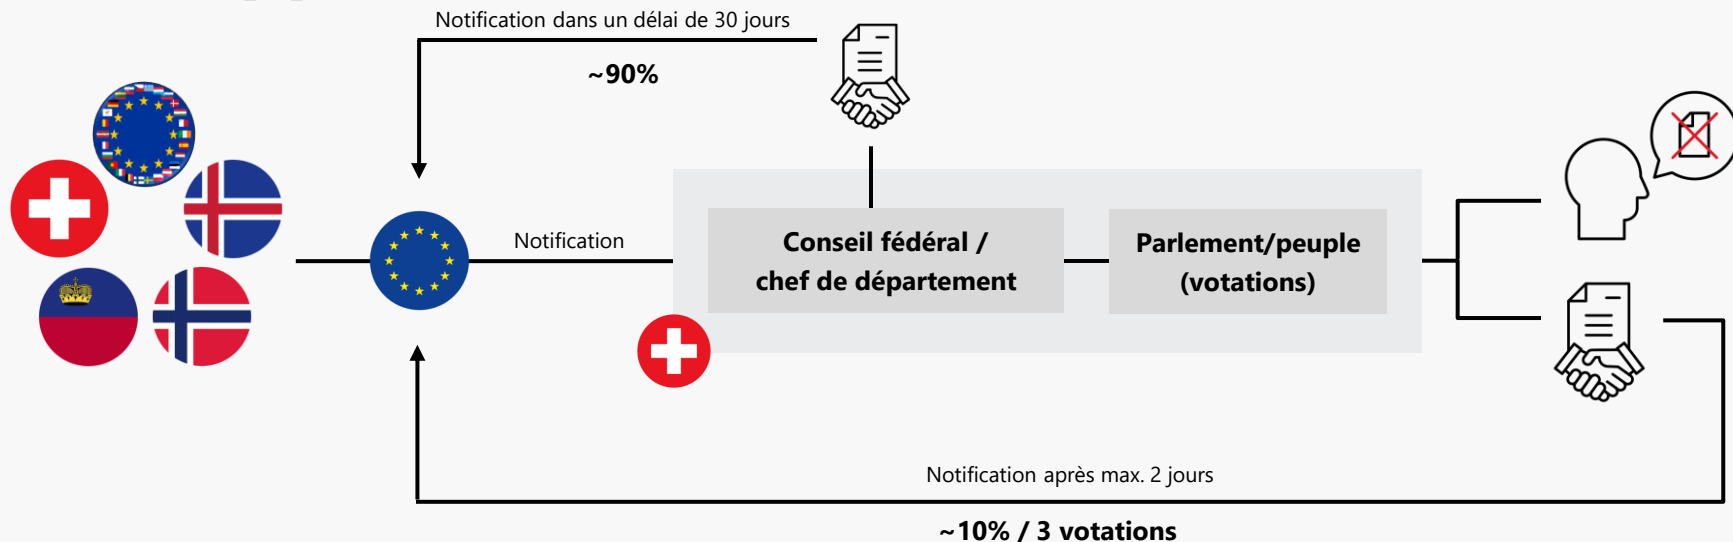 Notification dans un délai de 30 jours
~90%
Notification
Conseil fédéral /
chef de département
Parlement/peuple
(votations)
Notification après max. 2 jours
~10% / 3 votations